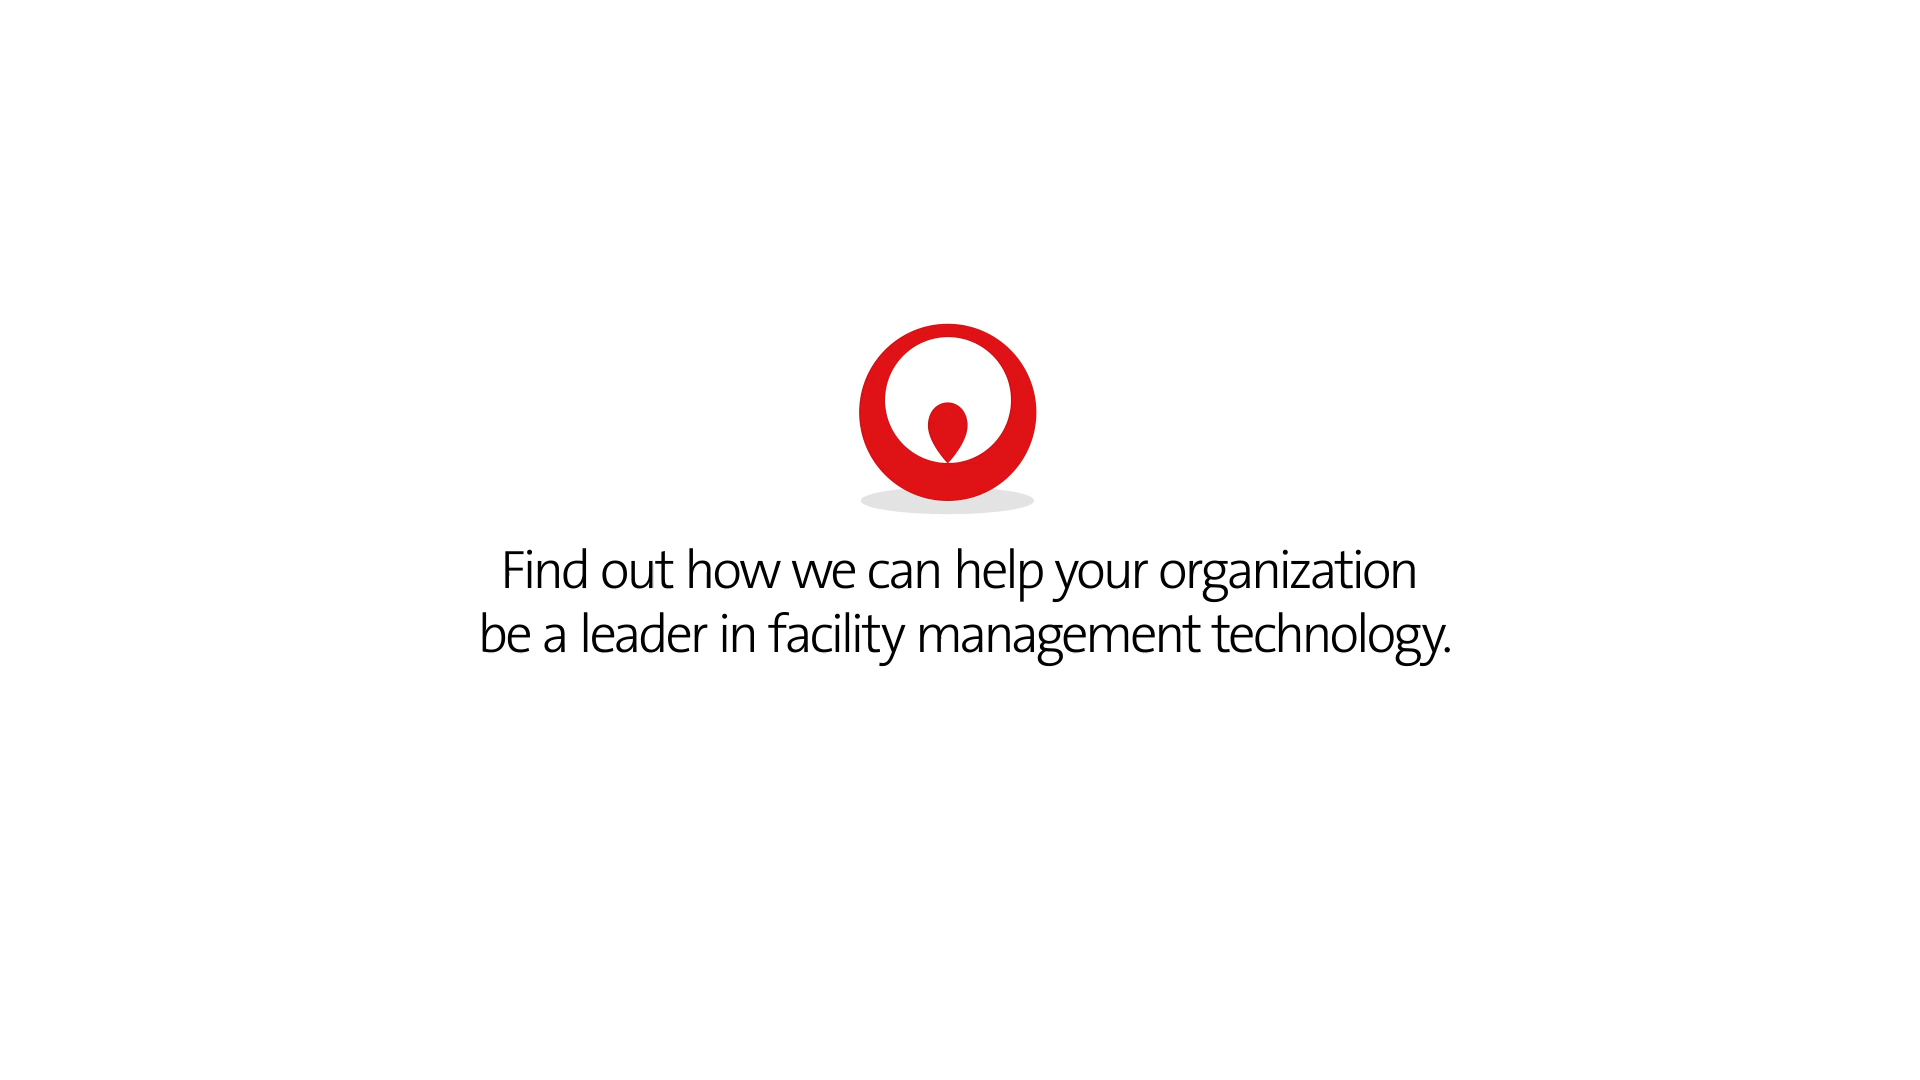 Find out how we can help your organization
be a leader in facility management technology.